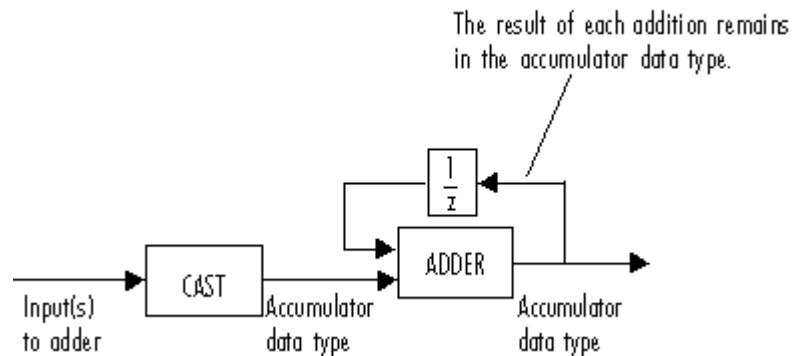 The result of each addition remains
in the accumulator data type.
1
z
CAST
ADDER
Input(s)
to adder
Accumulator
data type
Accumulator
data type